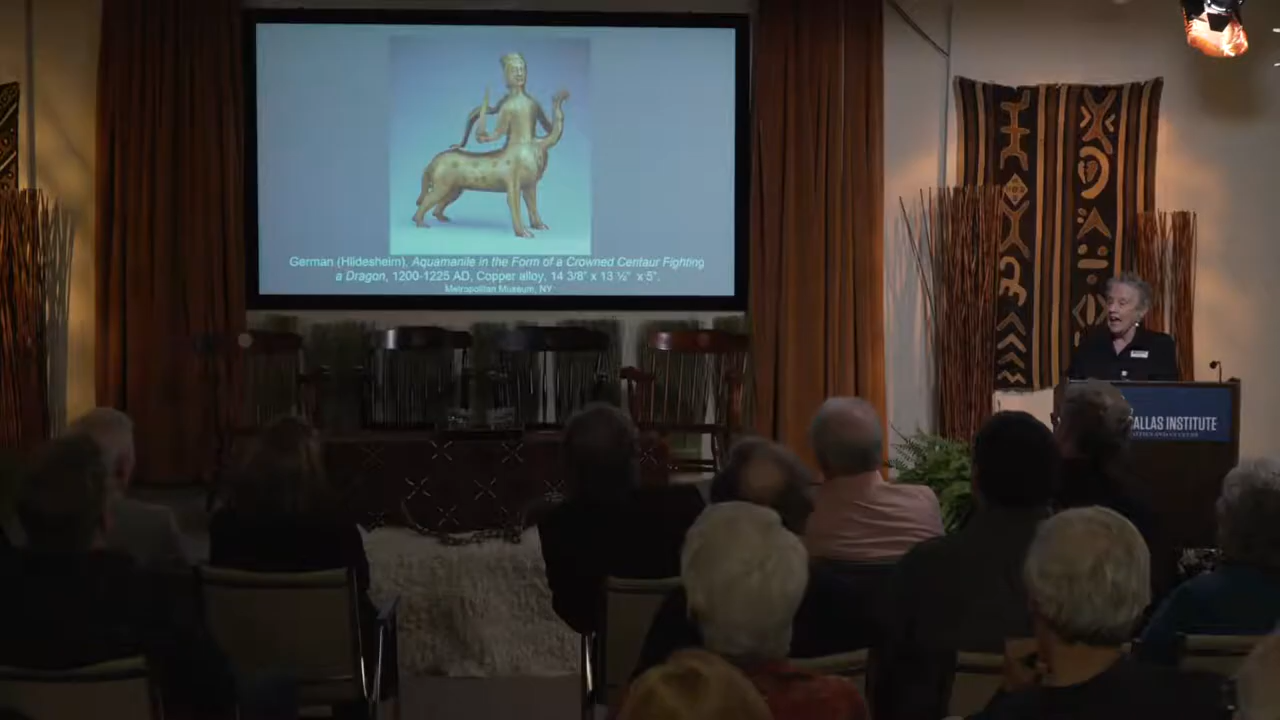 German (Hildesheim), Aquamanile in the Form of a Crowned Centaur Fighting
a Dragon, 1200-1225 AD, Copper alloy, 14 3/8" x 13 ½" x 5".
Metropolitan Museum, NY
ALLAS INSTITUTE